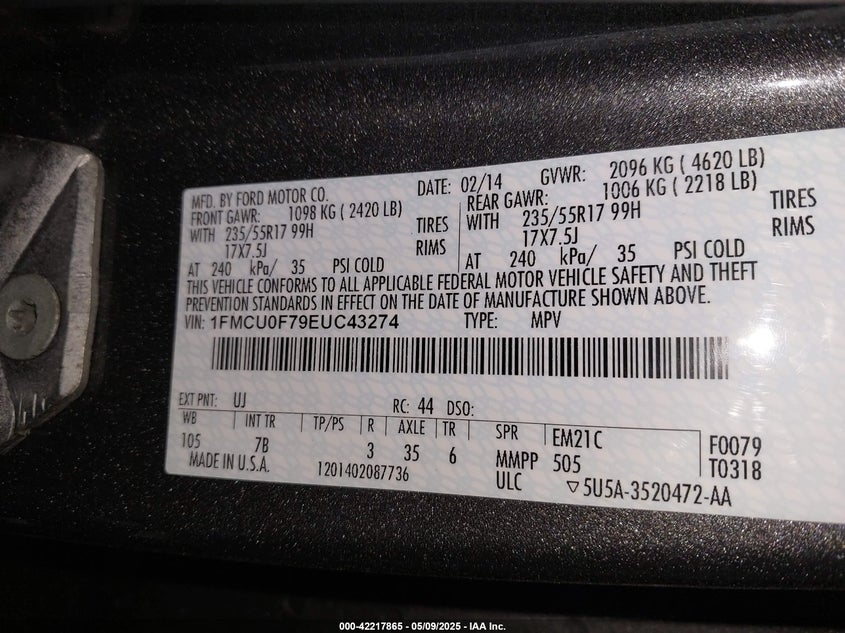 MFD. BY FORD MOTOR CO. DATE: 02/14 GVWR: 2096 KG ( 4620 LB)
FRONT GAWR: 1098 KG ( 2420 LB) REAR GAWR: 1006 KG ( 2218 LB)
WITH 235/55R17 99H TIRES WITH 235/55R17 99H TIRES
17X7.5J RIMS 17X7.5J RIMS
AT 240 kPa/ 35 PSI COLD AT 240 kPa/ 35 PSI COLD
THIS VEHICLE CONFORMS TO ALL APPLICABLE FEDERAL MOTOR VEHICLE SAFETY AND THEFT
PREVENTION STANDARDS IN EFFECT ON THE DATE OF MANUFACTURE SHOWN ABOVE.
VIN: 1FMCU0F79EUC43274 TYPE: MPV
EXT PNT: UJ RC: 44 DSO:
WB INT TR TP/PS R AXLE TR SPR EM21C F0079
105 7B 3 35 6 MMPP 505 T0318
MADE IN U.S.A. 1201402087736 ULC ▽5U5A-3520472-AA
000-42217865 - 05/09/2025 - IAA Inc.